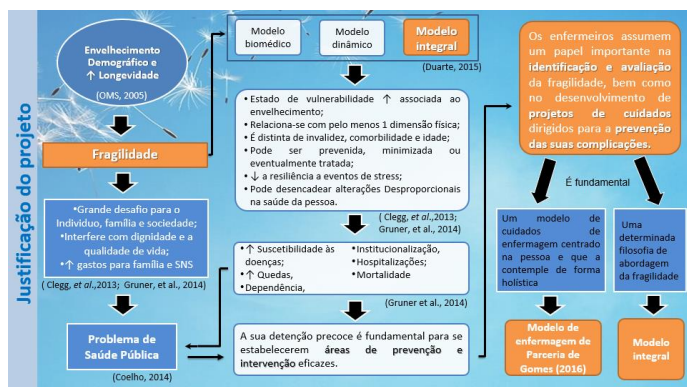 Justificação do projeto
Envelhecimento
Demográfico e
↑ Longevidade
(OMS, 2005)
Fragilidade
•Grande desafio para o
Individuo, família e sociedade;
•Interfere com dignidade e a
qualidade de vida;
•↑ gastos para família e SNS
( Clegg, et al.,2013; Gruner, et al., 2014)
Problema de
Saúde Pública
(Coelho, 2014)
Modelo
biomédico
Modelo
dinâmico
Modelo
integral
(Duarte, 2015)
• Estado de vulnerabilidade ↑ associada ao
envelhecimento;
• Relaciona-se com pelo menos 1 dimensão física;
• É distinta de invalidez, comorbilidade e idade;
• Pode ser prevenida, minimizada ou
eventualmente tratada;
• ↓ a resiliência a eventos de stress;
• Pode desencadear alterações Desproporcionais
na saúde da pessoa.
( Clegg, et al.,2013;
Gruner, et al., 2014)
• ↑ Suscetibilidade às
doenças;
• ↑ Quedas,
• Dependência,
•Institucionalização,
•Hospitalizações;
•Mortalidade
(Gruner et al., 2014)
A sua detenção precoce é fundamental para se
estabelecerem áreas de prevenção e
intervenção eficazes.
Os enfermeiros assumem
um papel importante na
identificação e avaliação
da fragilidade, bem como
no desenvolvimento de
projetos de cuidados
dirigidos para a prevenção
das suas complicações.
É fundamental
Um modelo de
cuidados de
enfermagem centrado
na pessoa e que a
contemple de forma
holística
Uma
determinada
filosofia de
abordagem
da fragilidade
Modelo de
enfermagem de
Parceria de
Gomes (2016)
Modelo
integral